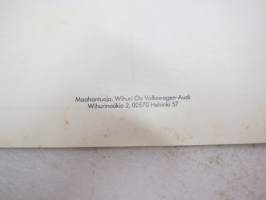 Maahantuoja: Wihuri Oy Volkswagen-Audi
Wihurinaukio 2, 00570 Helsinki 57